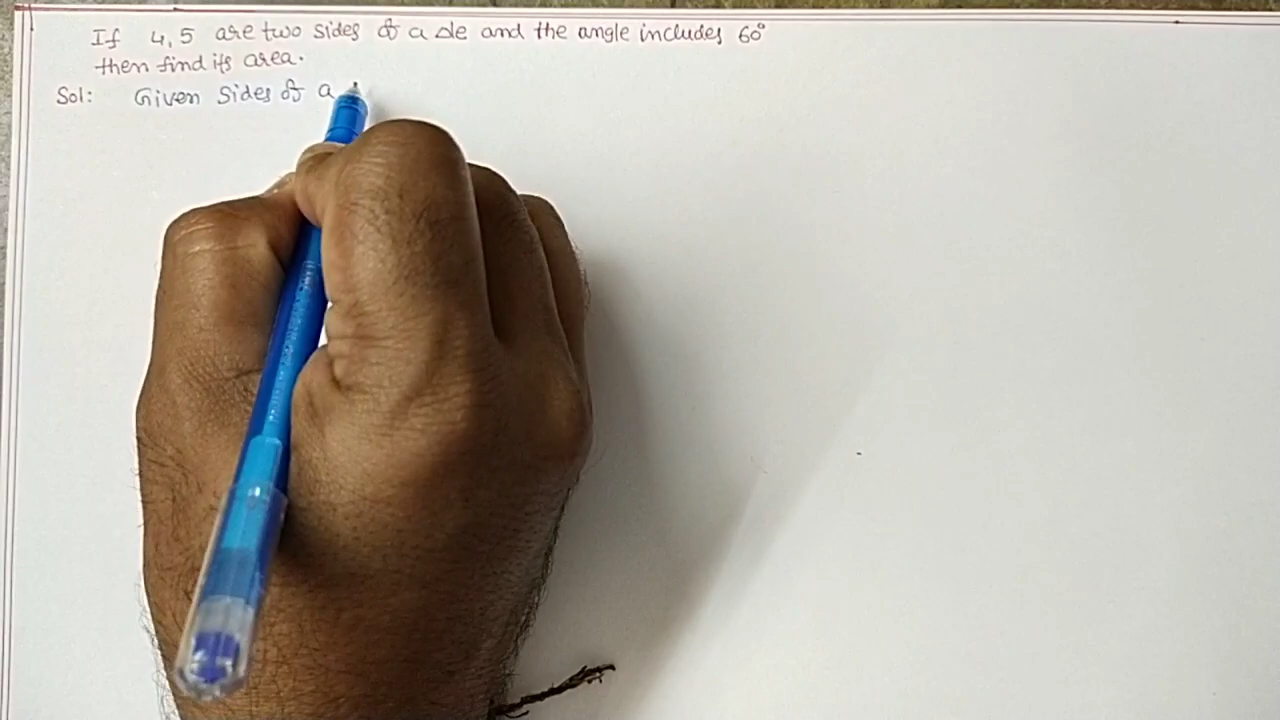 If 4, 5 are two sides of a Δle and the angle includes 60°
then find its area.
Sol: Given sides of a